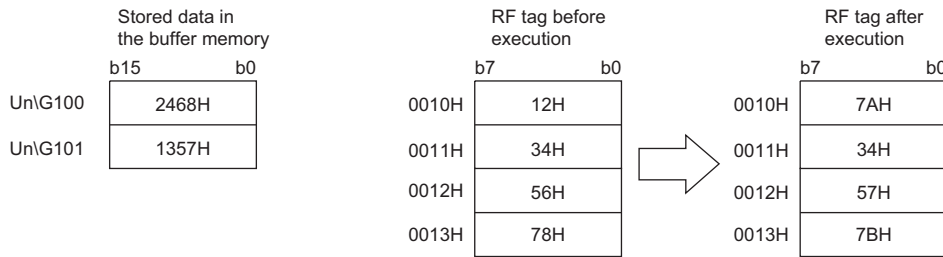 Stored data in
the buffer memory
b15 b0
Un\G100 2468H
Un\G101 1357H
RF tag before
execution
b7 b0
0010H 12H
0011H 34H
0012H 56H
0013H 78H
RF tag after
execution
b7 b0
0010H 7AH
0011H 34H
0012H 57H
0013H 7BH